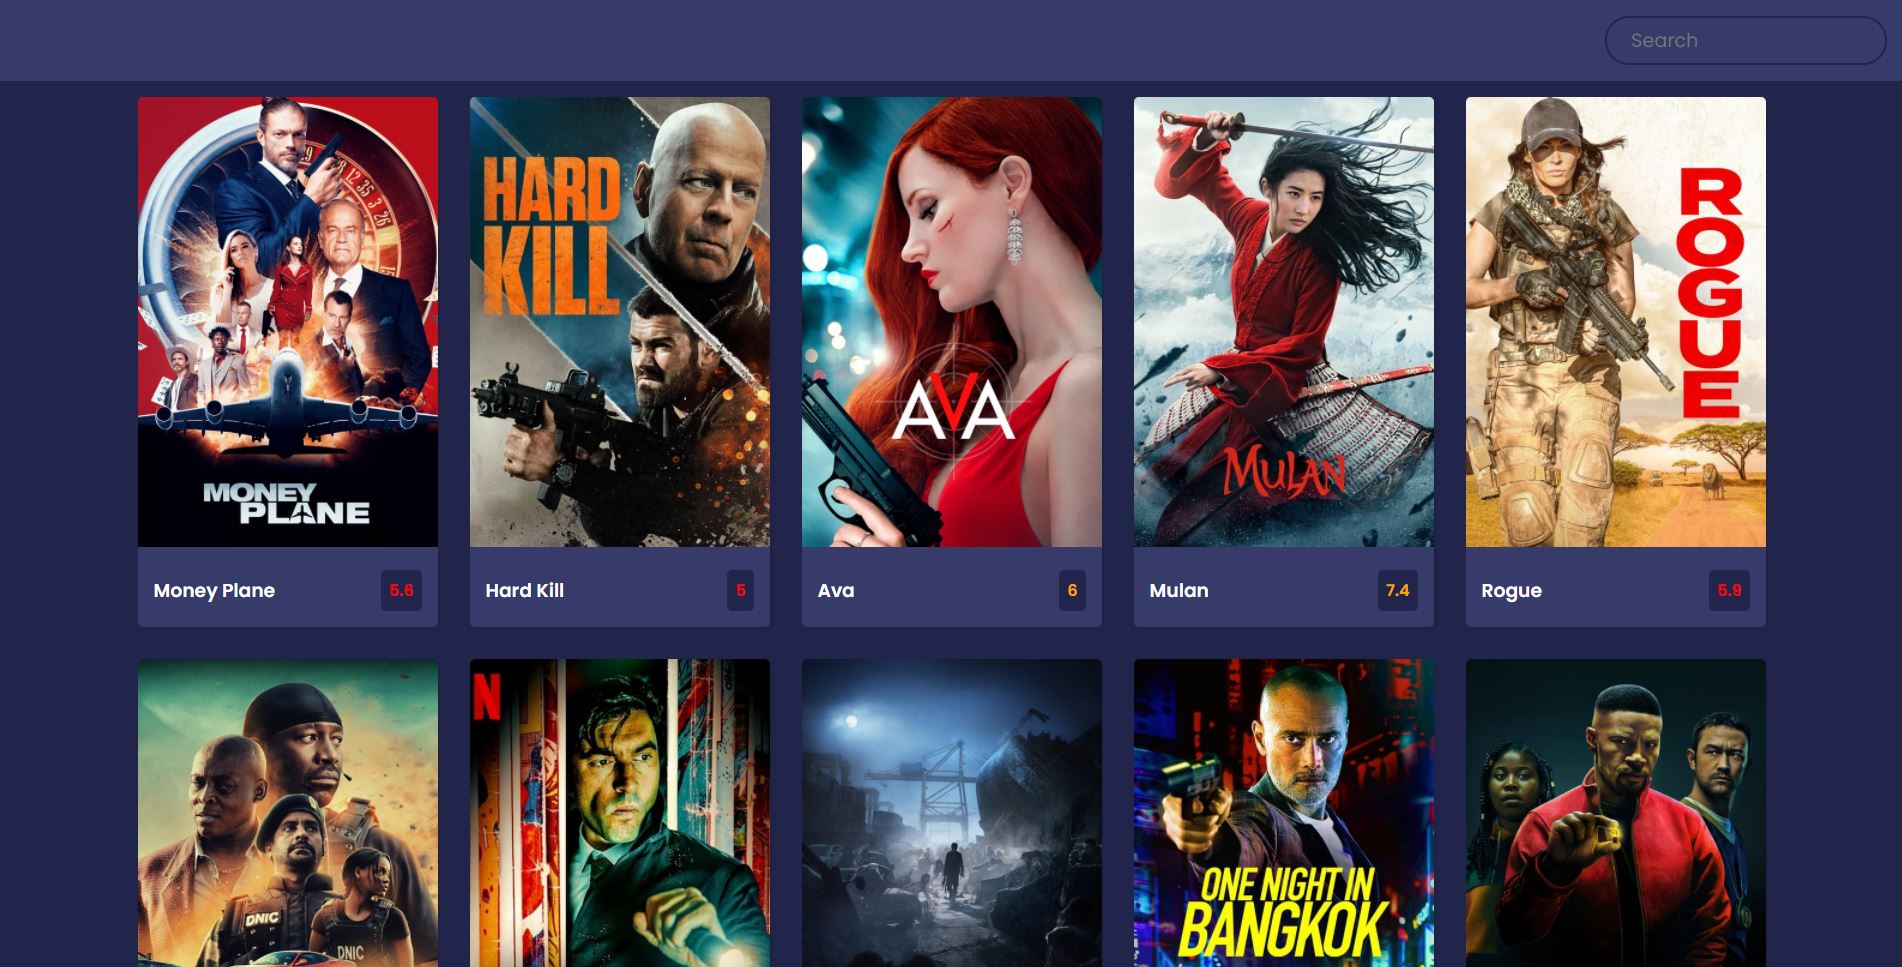 Search
MONEY
PLANE
HARD
KILL
AVA
MULAN
ROGUE
Money Plane
5.6
Hard Kill
5
Ava
6
Mulan
7.4
Rogue
5.9
N
DNIC
DNIC
ONE NIGHT IN
BANGKOK